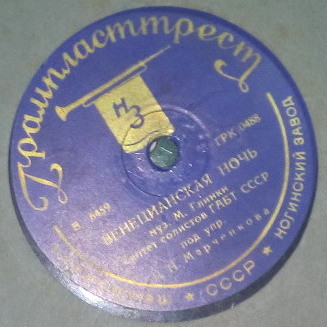 Грампласттрест
НЗ
В 6459
ГРК 0488
ВЕНЕЦИАНСКАЯ НОЧЬ
муз. М. Глинки
солистов ГАБТ СССР
под упр.
Марченкова
СССР ★ НОГИНСКИЙ ЗАВОД